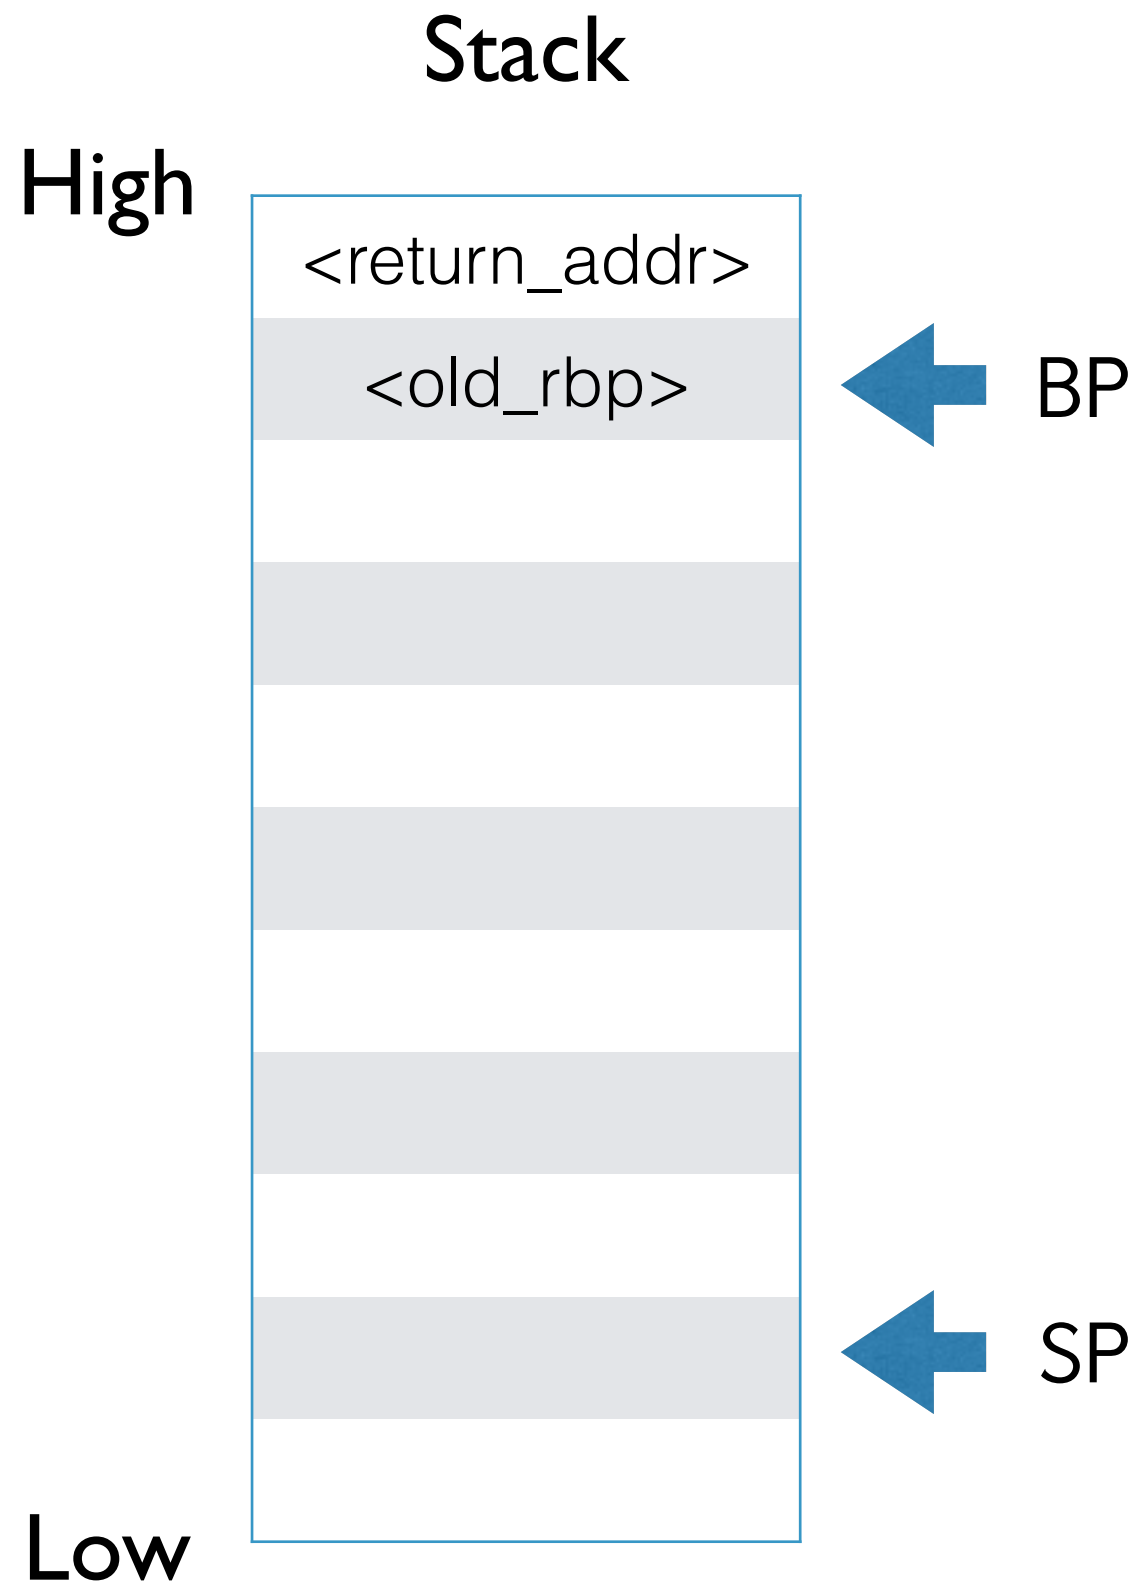 Stack
High
<return_addr>
<old_rbp>
BP
SP
Low